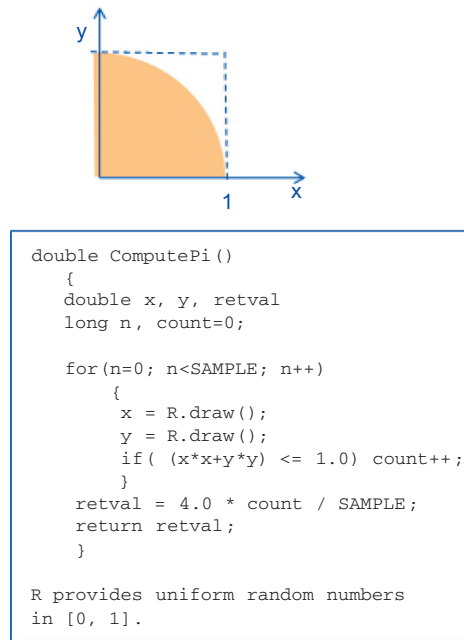 y
1
x
double ComputePi()
{
double x, y, retval
long n, count=0;
for(n=0; n<SAMPLE; n++)
{
x = R.draw();
y = R.draw();
if( (x*x+y*y) <= 1.0) count++;
}
retval = 4.0 * count / SAMPLE;
return retval;
}
R provides uniform random numbers
in [0, 1].